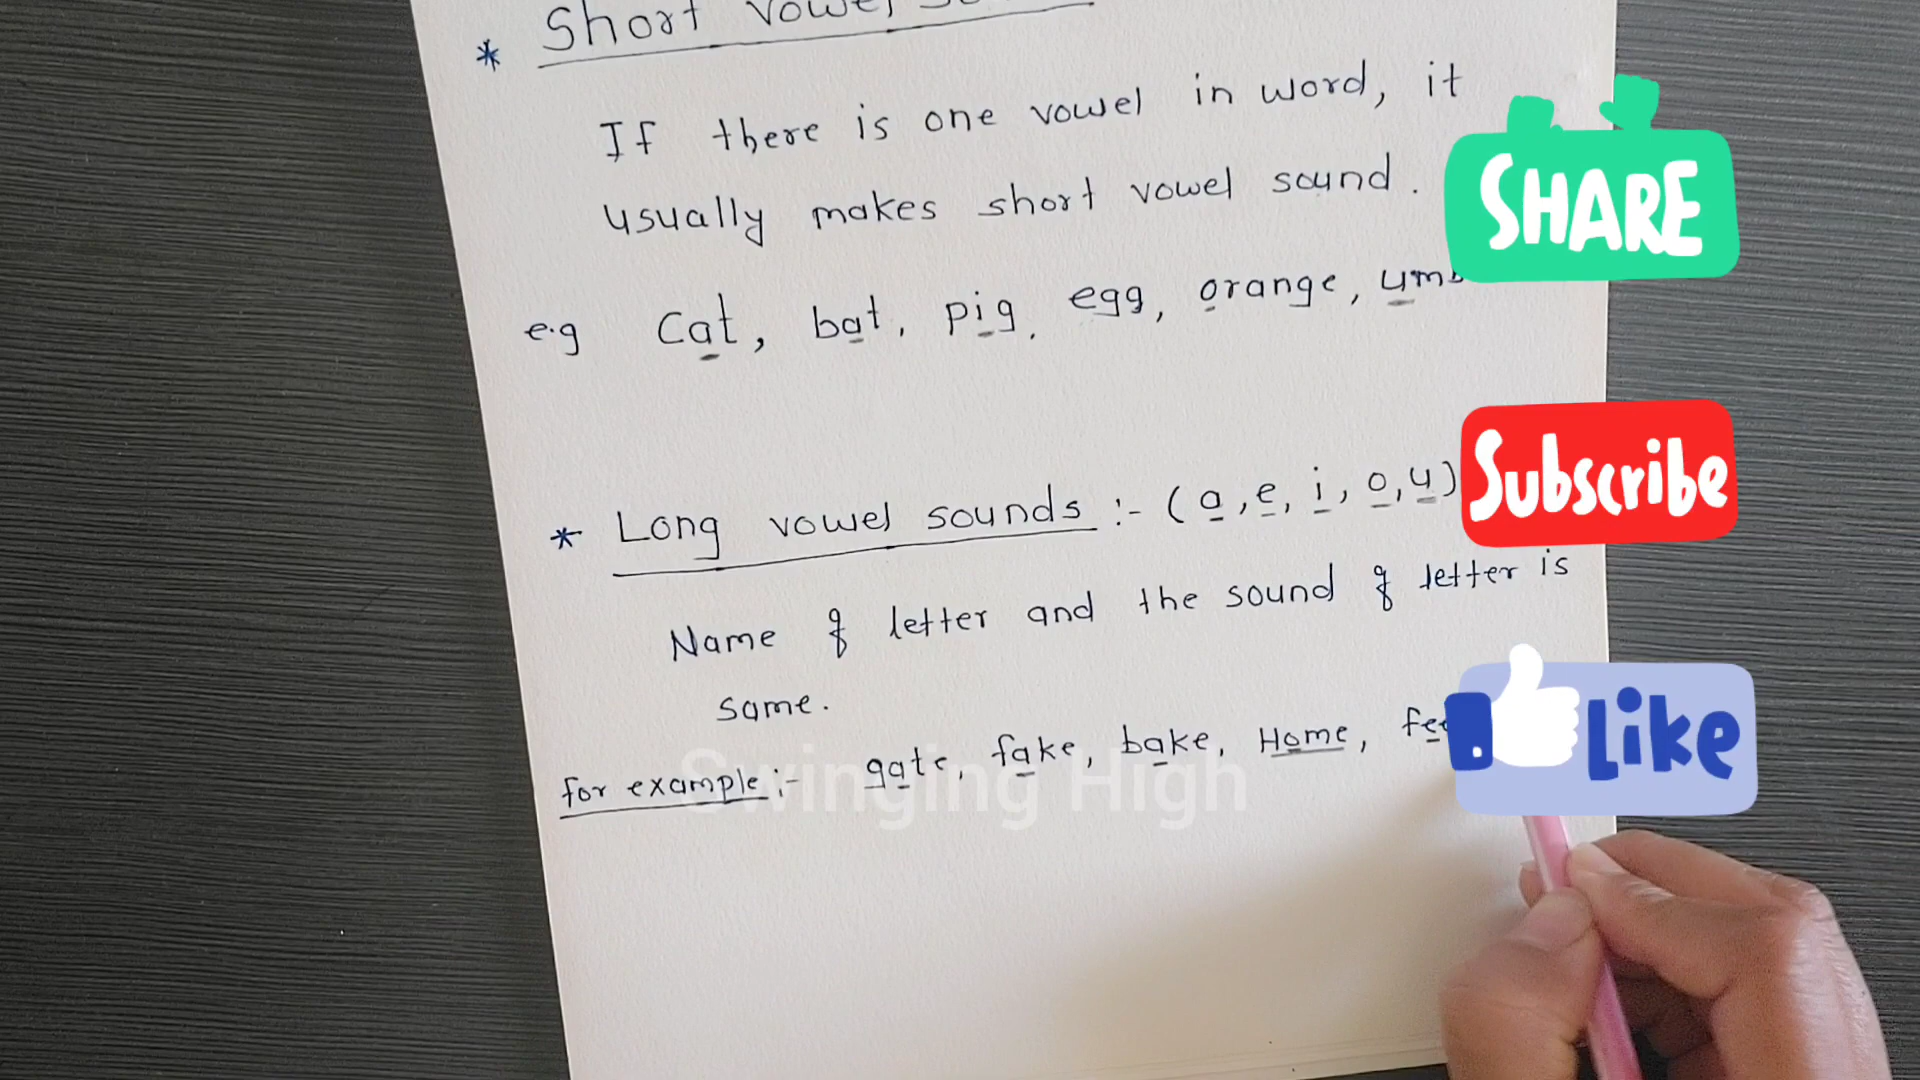 * Short vowel
If there is one vowel in word, it
usually makes short vowel sound.
e.g Cat, bat, pig, egg, orange,
* Long vowel sounds :- (a, e, i, o, u)
Name of letter and the sound of letter is
same.
for example :- gate, fake, bake, Home,
SHARE
Subscribe
Like
Swinging High